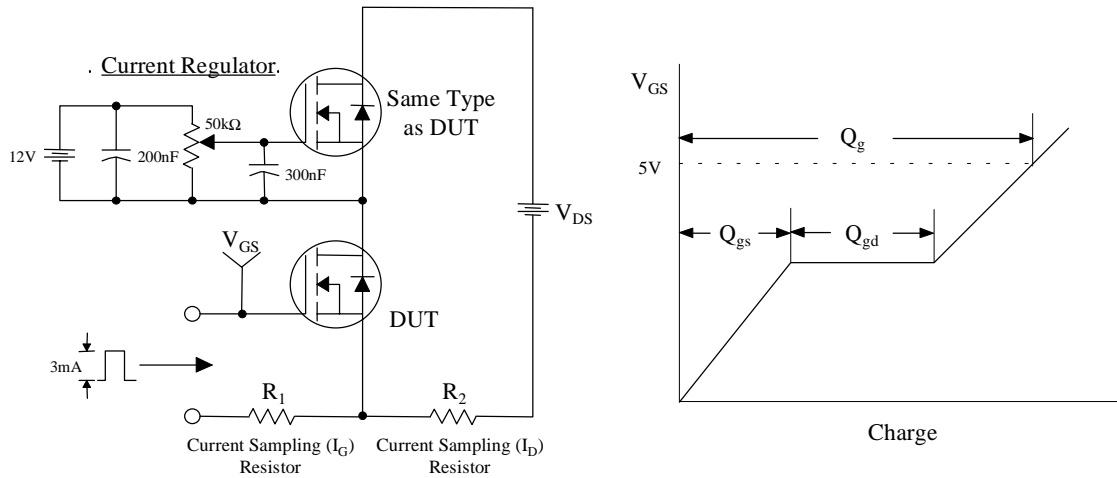 . Current Regulator.
12V
200nF
50kΩ
300nF
Same Type
as DUT
V_DS
V_GS
DUT
3mA
R_1
R_2
Current Sampling (I_G)
Resistor
Current Sampling (I_D)
Resistor
V_GS
Q_g
5V
Q_gs
Q_gd
Charge